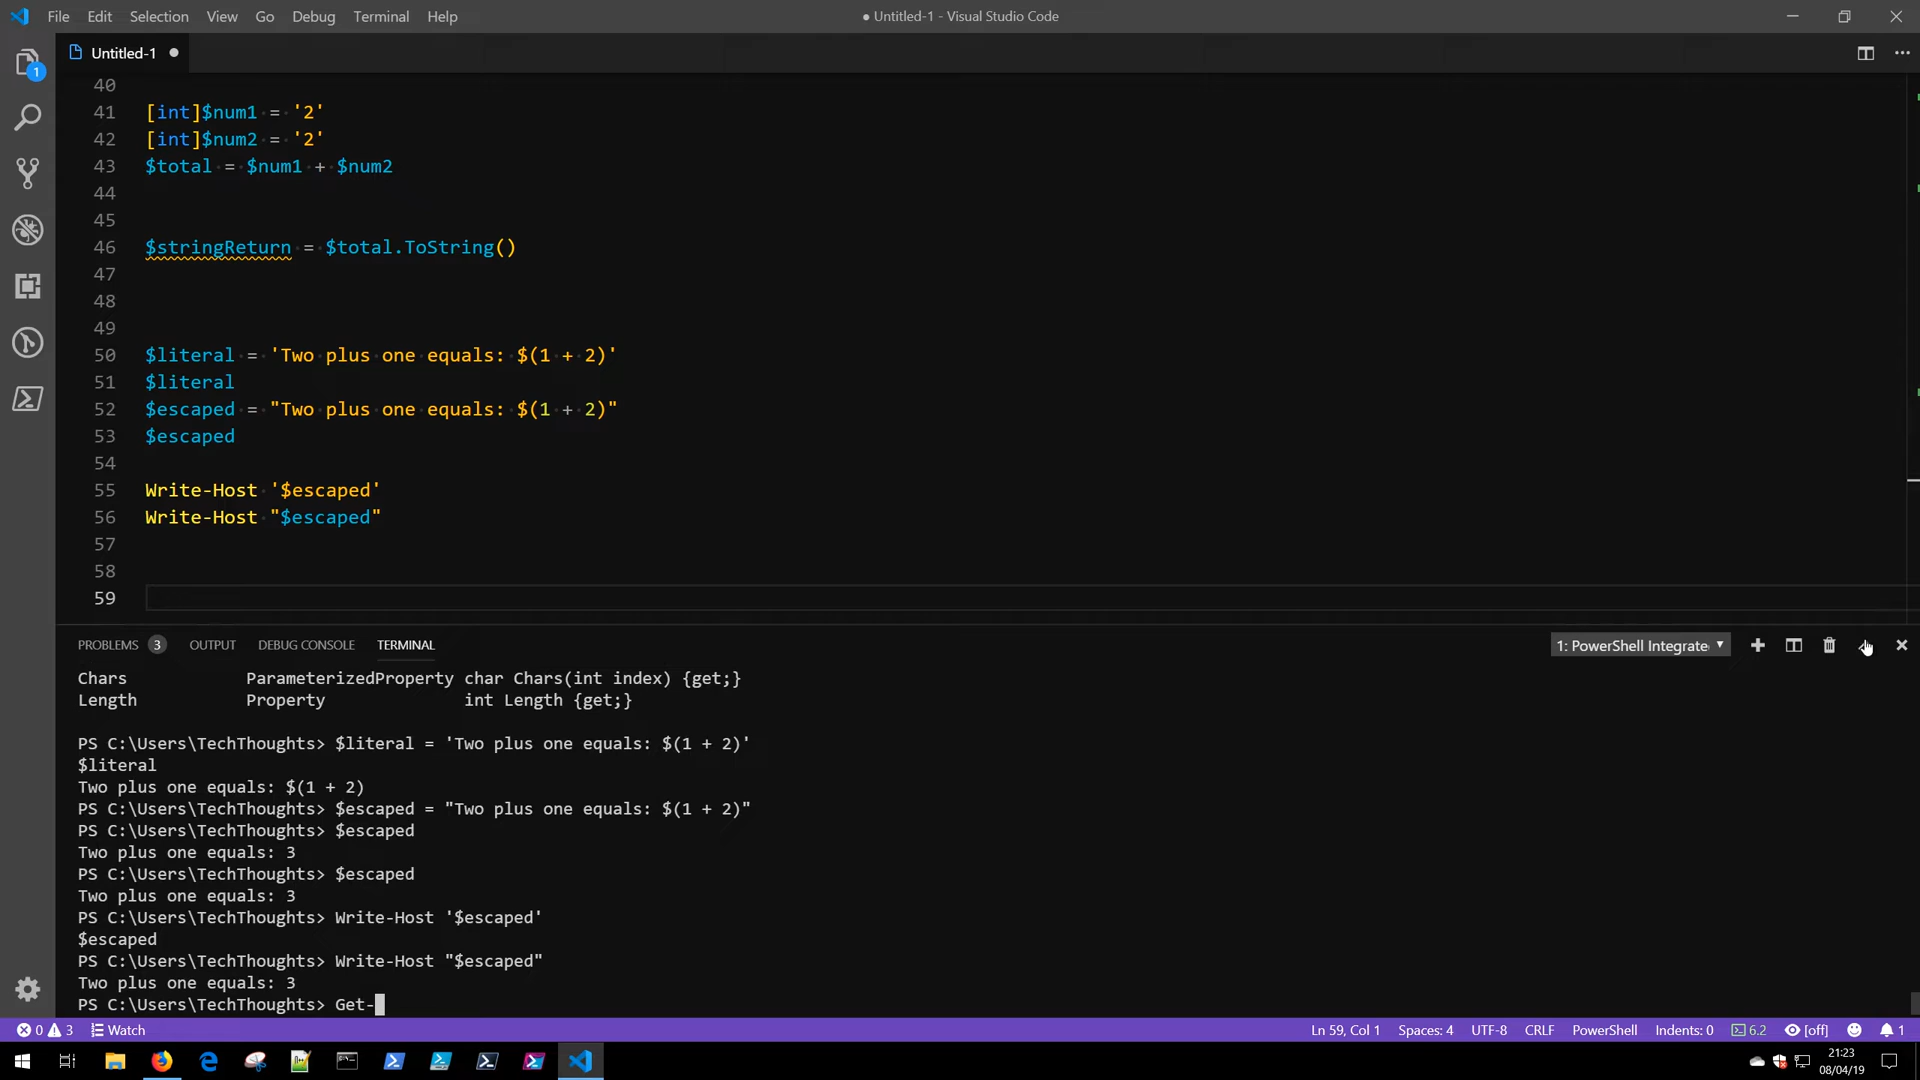 File Edit Selection View Go Debug Terminal Help ● Untitled-1 - Visual Studio Code
1
Untitled-1 ●
40
41 [int]$num1 = '2'
42 [int]$num2 = '2'
43 $total = $num1 + $num2
44
45
46 $stringReturn = $total.ToString()
47
48
49
50 $literal = 'Two plus one equals: $(1 + 2)'
51 $literal
52 $escaped = "Two plus one equals: $(1 + 2)"
53 $escaped
54
55 Write-Host '$escaped'
56 Write-Host "$escaped"
57
58
59
PROBLEMS 3 OUTPUT DEBUG CONSOLE TERMINAL 1: PowerShell Integrate
Chars ParameterizedProperty char Chars(int index) {get;}
Length Property int Length {get;}
PS C:\Users\TechThoughts> $literal = 'Two plus one equals: $(1 + 2)'
$literal
Two plus one equals: $(1 + 2)
PS C:\Users\TechThoughts> $escaped = "Two plus one equals: $(1 + 2)"
PS C:\Users\TechThoughts> $escaped
Two plus one equals: 3
PS C:\Users\TechThoughts> $escaped
Two plus one equals: 3
PS C:\Users\TechThoughts> Write-Host '$escaped'
$escaped
PS C:\Users\TechThoughts> Write-Host "$escaped"
Two plus one equals: 3
PS C:\Users\TechThoughts> Get-
0 3 Watch Ln 59, Col 1 Spaces: 4 UTF-8 CRLF PowerShell Indents: 0 6.2 [off] 1
21:23
08/04/19